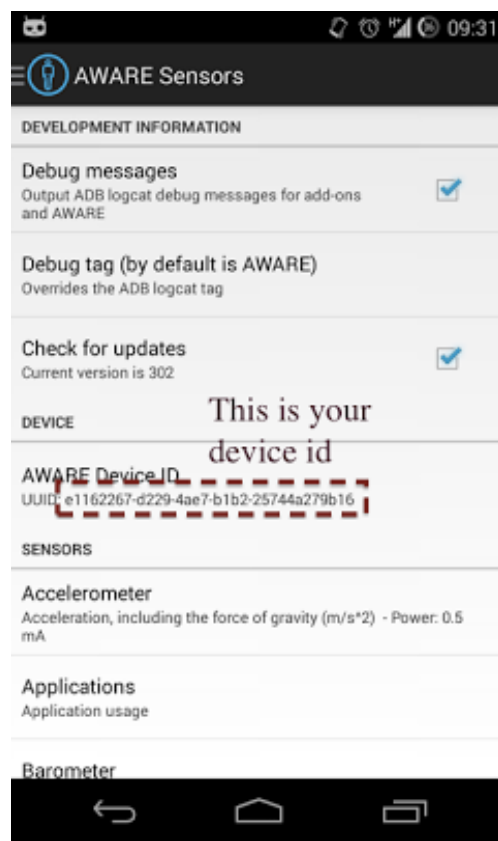 09:31
AWARE Sensors
DEVELOPMENT INFORMATION
Debug messages
Output ADB logcat debug messages for add-ons
and AWARE
Debug tag (by default is AWARE)
Overrides the ADB logcat tag
Check for updates
Current version is 302
This is your
device id
DEVICE
AWARE Device ID
UUID: e1162267-d229-4ae7-b1b2-25744a279b16
SENSORS
Accelerometer
Acceleration, including the force of gravity (m/s^2) - Power: 0.5
mA
Applications
Application usage
Barometer